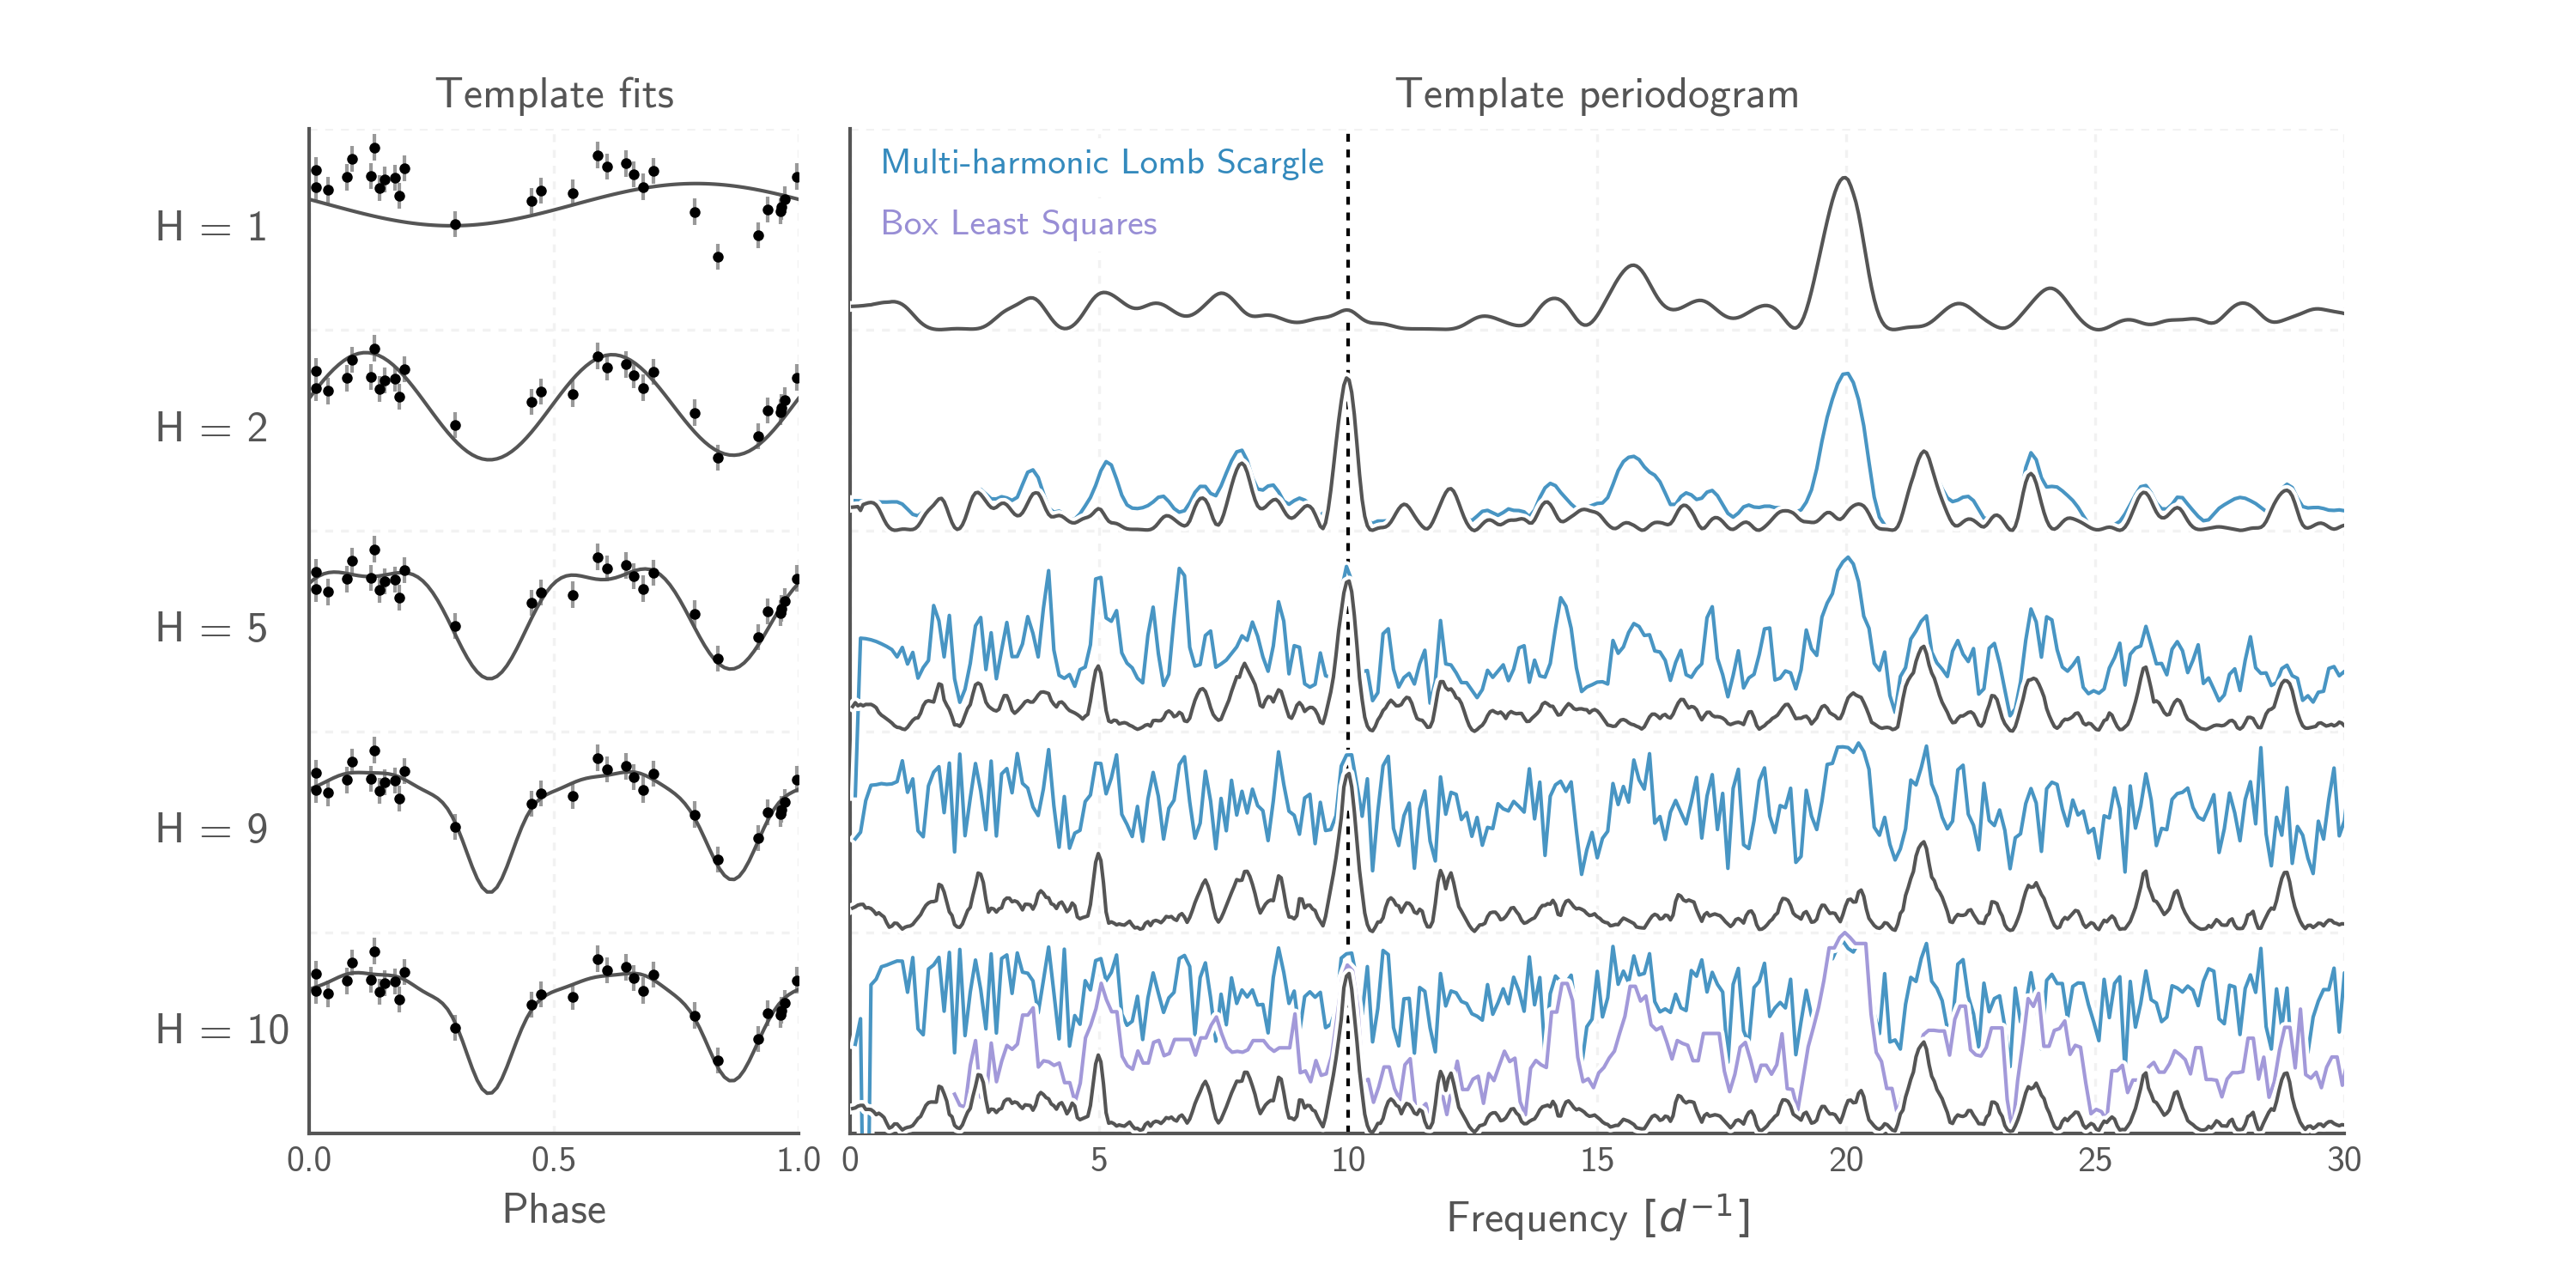 Template fits
Template periodogram
Multi-harmonic Lomb Scargle
Box Least Squares
H = 1
H = 2
H = 5
H = 9
H = 10
0.0 0.5 1.0
0 5 10 15 20 25 30
Phase
Frequency [d⁻¹]